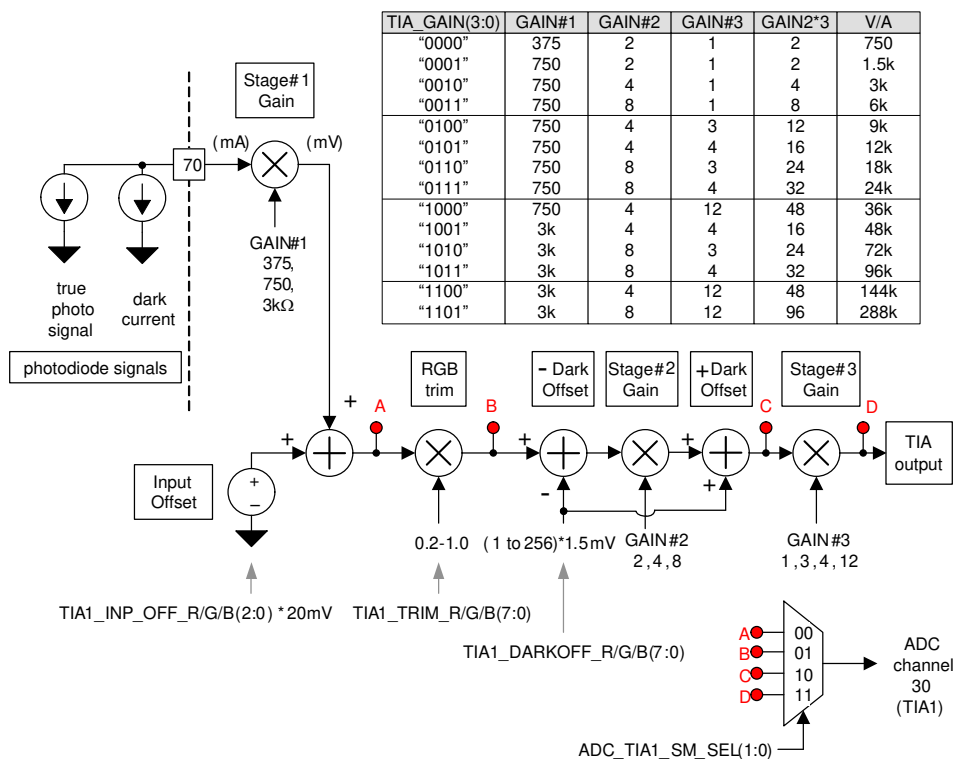 TIA_GAIN(3:0) GAIN#1 GAIN#2 GAIN#3 GAIN2*3 V/A
“0000” 375 2 1 2 750
“0001” 750 2 1 2 1.5k
“0010” 750 4 1 4 3k
“0011” 750 8 1 8 6k
“0100” 750 4 3 12 9k
“0101” 750 4 4 16 12k
“0110” 750 8 3 24 18k
“0111” 750 8 4 32 24k
“1000” 750 4 12 48 36k
“1001” 3k 4 4 16 48k
“1010” 3k 8 3 24 72k
“1011” 3k 8 4 32 96k
“1100” 3k 4 12 48 144k
“1101” 3k 8 12 96 288k
Stage#1
Gain
70
(mA)
(mV)
GAIN#1
375,
750,
3kΩ
true
photo
signal
dark
current
photodiode signals
RGB
trim
- Dark
Offset
Stage#2
Gain
+Dark
Offset
Stage#3
Gain
+
A
B
C
D
+
+
-
+
+
TIA
output
Input
Offset
+
−
0.2-1.0
(1 to 256)*1.5mV
GAIN#2
2,4,8
GAIN#3
1,3,4,12
TIA1_INP_OFF_R/G/B(2:0) *20mV
TIA1_TRIM_R/G/B(7:0)
TIA1_DARKOFF_R/G/B(7:0)
A 00
B 01
C 10
D 11
ADC
channel
30
(TIA1)
ADC_TIA1_SM_SEL(1:0)